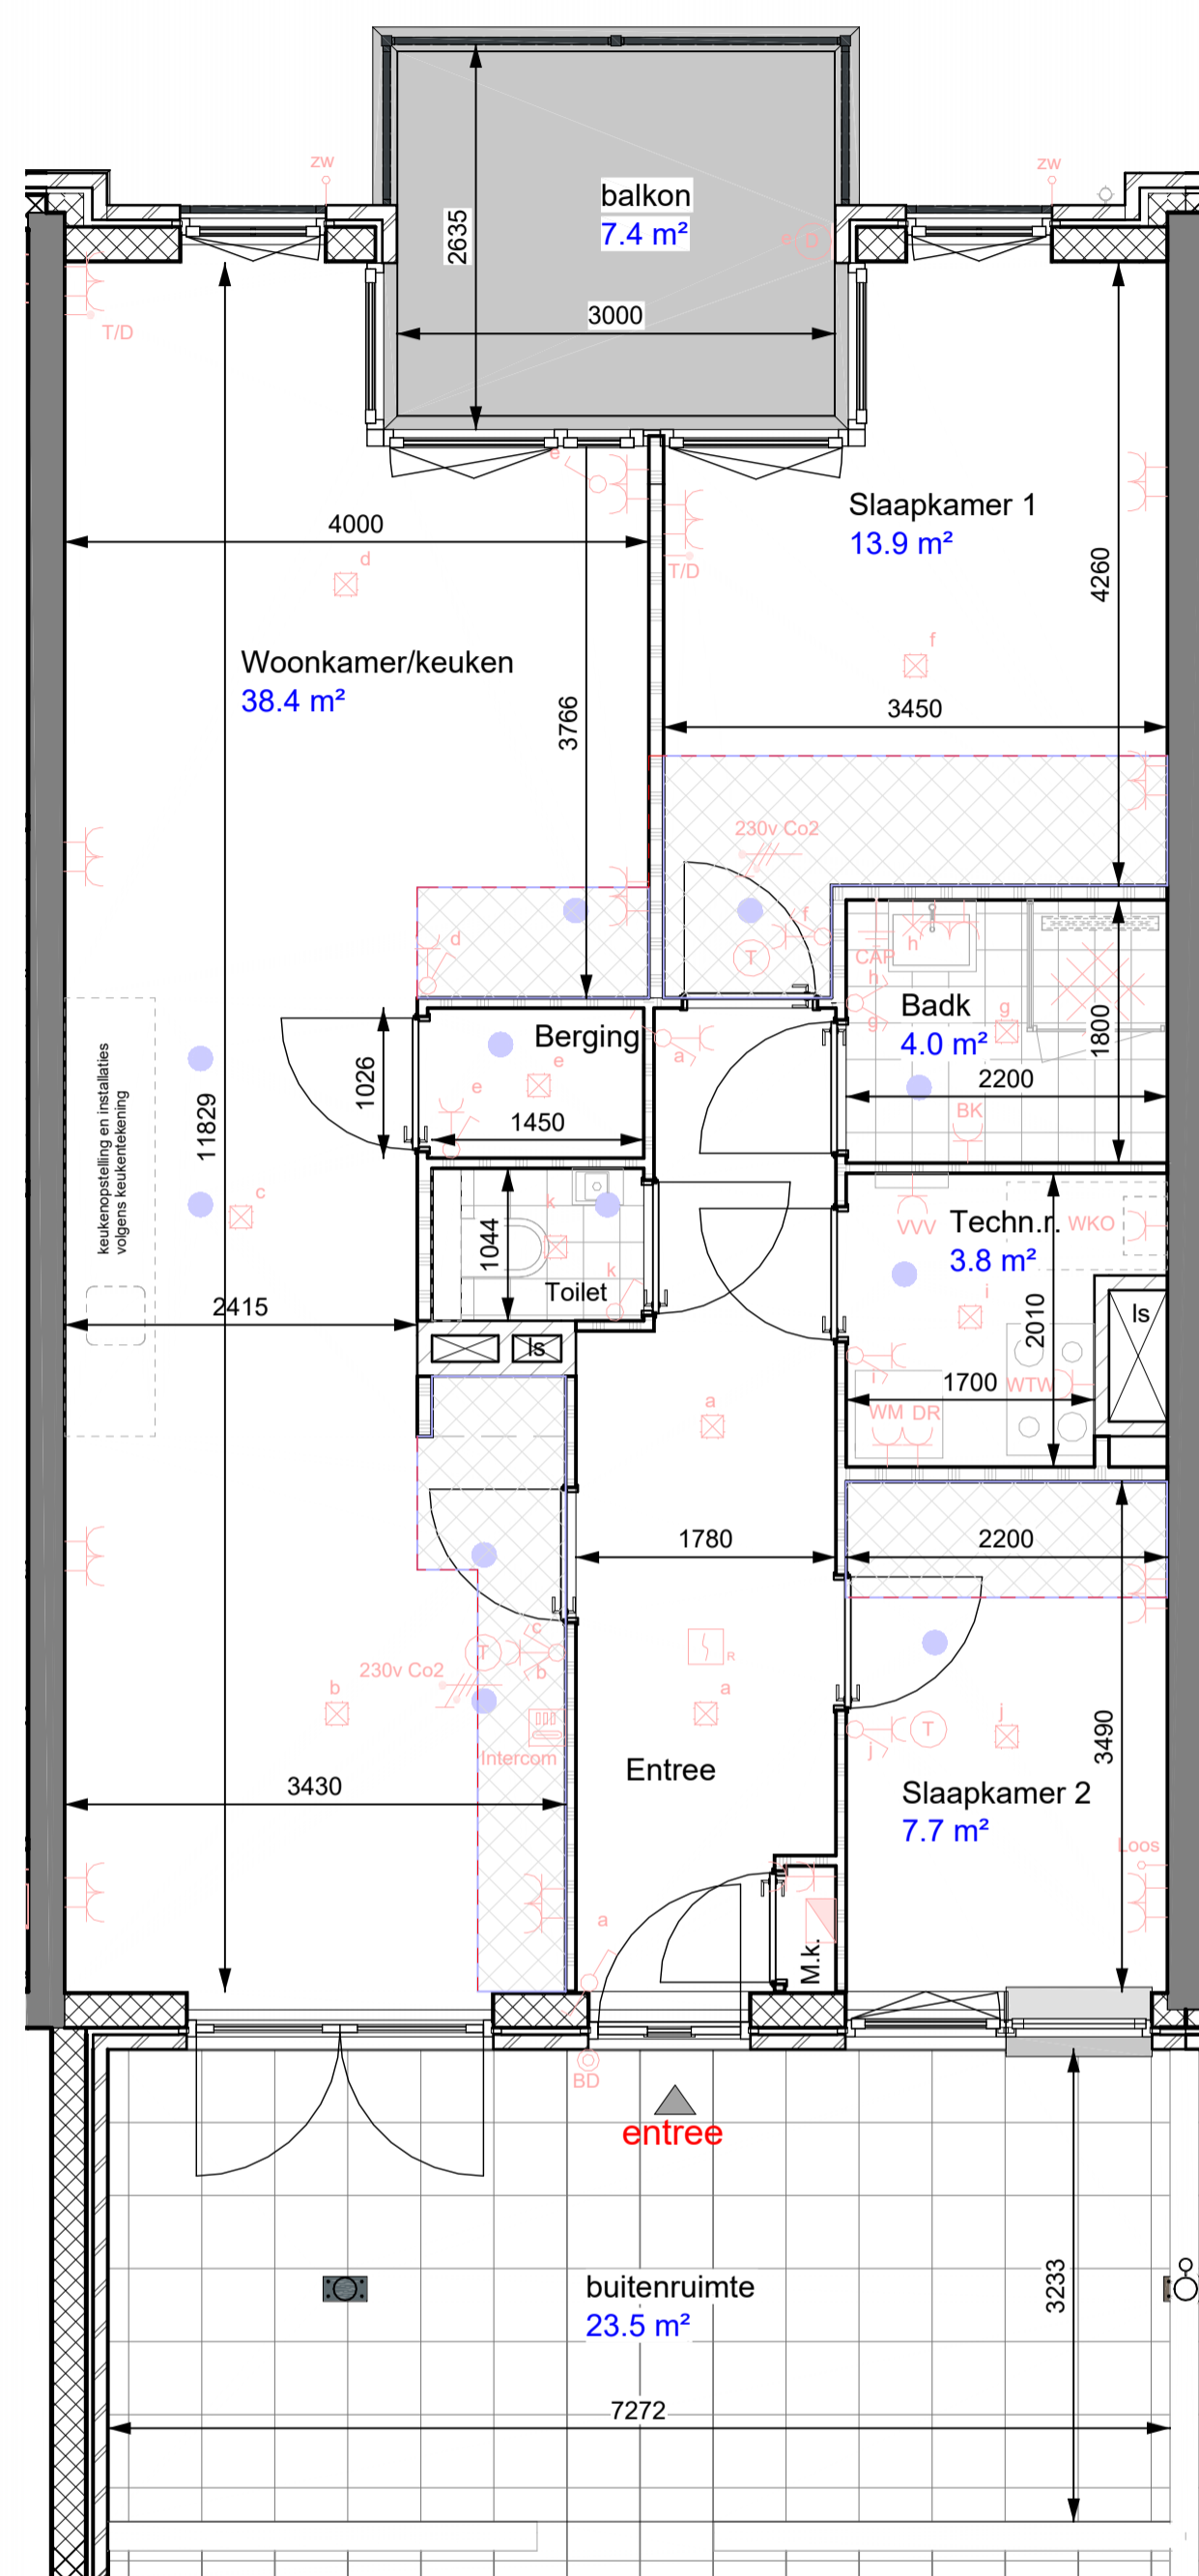 zw
zw
balkon
7.4 m²
e
D
2635
3000
T/D
e
4000
d
Slaapkamer 1
13.9 m²
T/D
4260
f
Woonkamer/keuken
38.4 m²
3766
3450
230v Co2
d
f
T
h
CAP
h
g
g
Badk
4.0 m²
1800
2200
BK
Berging
a
e
e
1026
1450
keukenopstelling en installaties
volgens keukentekening
11829
c
k
1044
k
Toilet
VVV
Techn.r.
3.8 m²
WKO
i
2010
ls
2415
ls
i
1700
WTW
WM
DR
a
1780
2200
T
c
b
230v Co2
R
b
a
Intercom
T
j
j
3490
Entree
Slaapkamer 2
7.7 m²
3430
Loos
a
M.k.
BD
entree
buitenruimte
23.5 m²
3233
7272